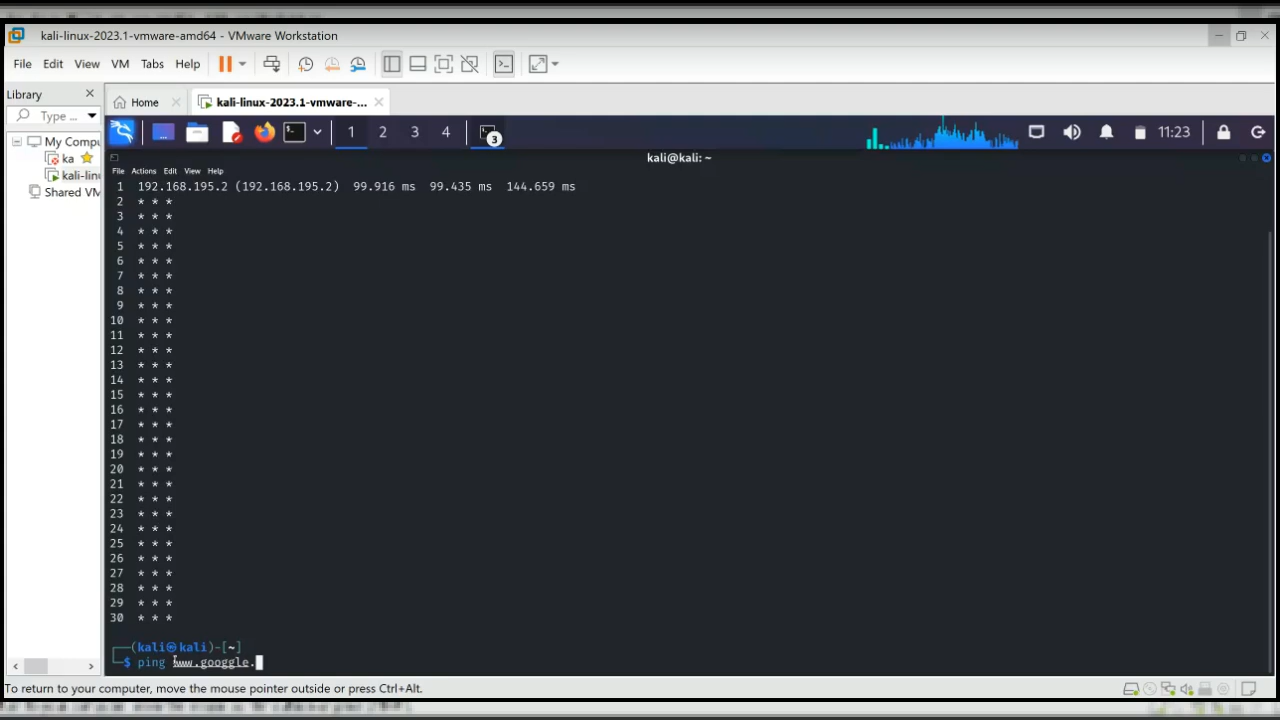 kali-linux-2023.1-vmware-amd64 - VMware Workstation
File Edit View VM Tabs Help
Library
Home
kali-linux-2023.1-vmware-...
Type ...
My Compu
ka
kali-linu
Shared VM
1 2 3 4
3
11:23
kali@kali: ~
File Actions Edit View Help
1 192.168.195.2 (192.168.195.2) 99.916 ms 99.435 ms 144.659 ms
2 * * *
3 * * *
4 * * *
5 * * *
6 * * *
7 * * *
8 * * *
9 * * *
10 * * *
11 * * *
12 * * *
13 * * *
14 * * *
15 * * *
16 * * *
17 * * *
18 * * *
19 * * *
20 * * *
21 * * *
22 * * *
23 * * *
24 * * *
25 * * *
26 * * *
27 * * *
28 * * *
29 * * *
30 * * *
┌──(kali㉿kali)-[~]
└─$ ping www.googgle.
To return to your computer, move the mouse pointer outside or press Ctrl+Alt.